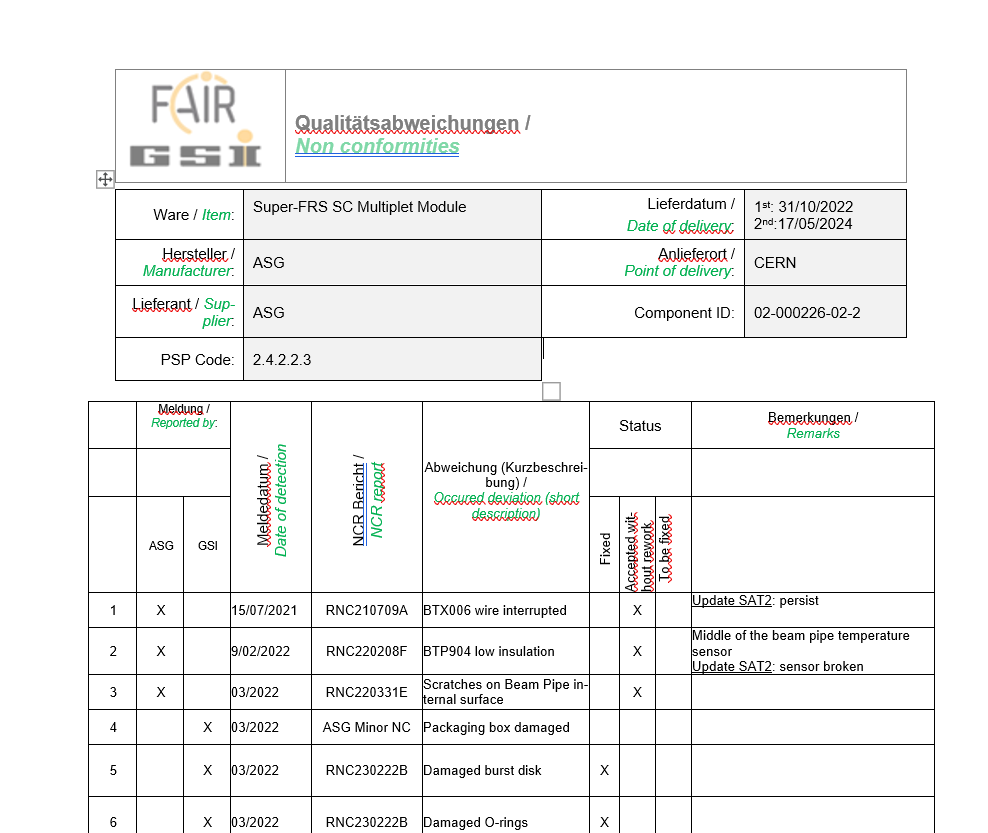 FAIR
GSI
Qualitätsabweichungen /
Non conformities
Ware / Item:
Super-FRS SC Multiplet Module
Lieferdatum /
Date of delivery:
1st: 31/10/2022
2nd:17/05/2024
Hersteller /
Manufacturer:
ASG
Anlieferort /
Point of delivery:
CERN
Lieferant / Sup-
plier:
ASG
Component ID:
02-000226-02-2
PSP Code:
2.4.2.2.3
Meldung /
Reported by:
ASG
GSI
Meldedatum /
Date of detection
NCR Bericht /
NCR report
Abweichung (Kurzbeschrei-
bung) /
Occured deviation (short
description)
Status
Fixed
Accepted wit-
hout rework
To be fixed
Bemerkungen /
Remarks
1 X 15/07/2021 RNC210709A BTX006 wire interrupted X Update SAT2: persist
2 X 9/02/2022 RNC220208F BTP904 low insulation X Middle of the beam pipe temperature
sensor
Update SAT2: sensor broken
3 X 03/2022 RNC220331E Scratches on Beam Pipe in-
ternal surface X
4 X 03/2022 ASG Minor NC Packaging box damaged
5 X 03/2022 RNC230222B Damaged burst disk X
6 X 03/2022 RNC230222B Damaged O-rings X